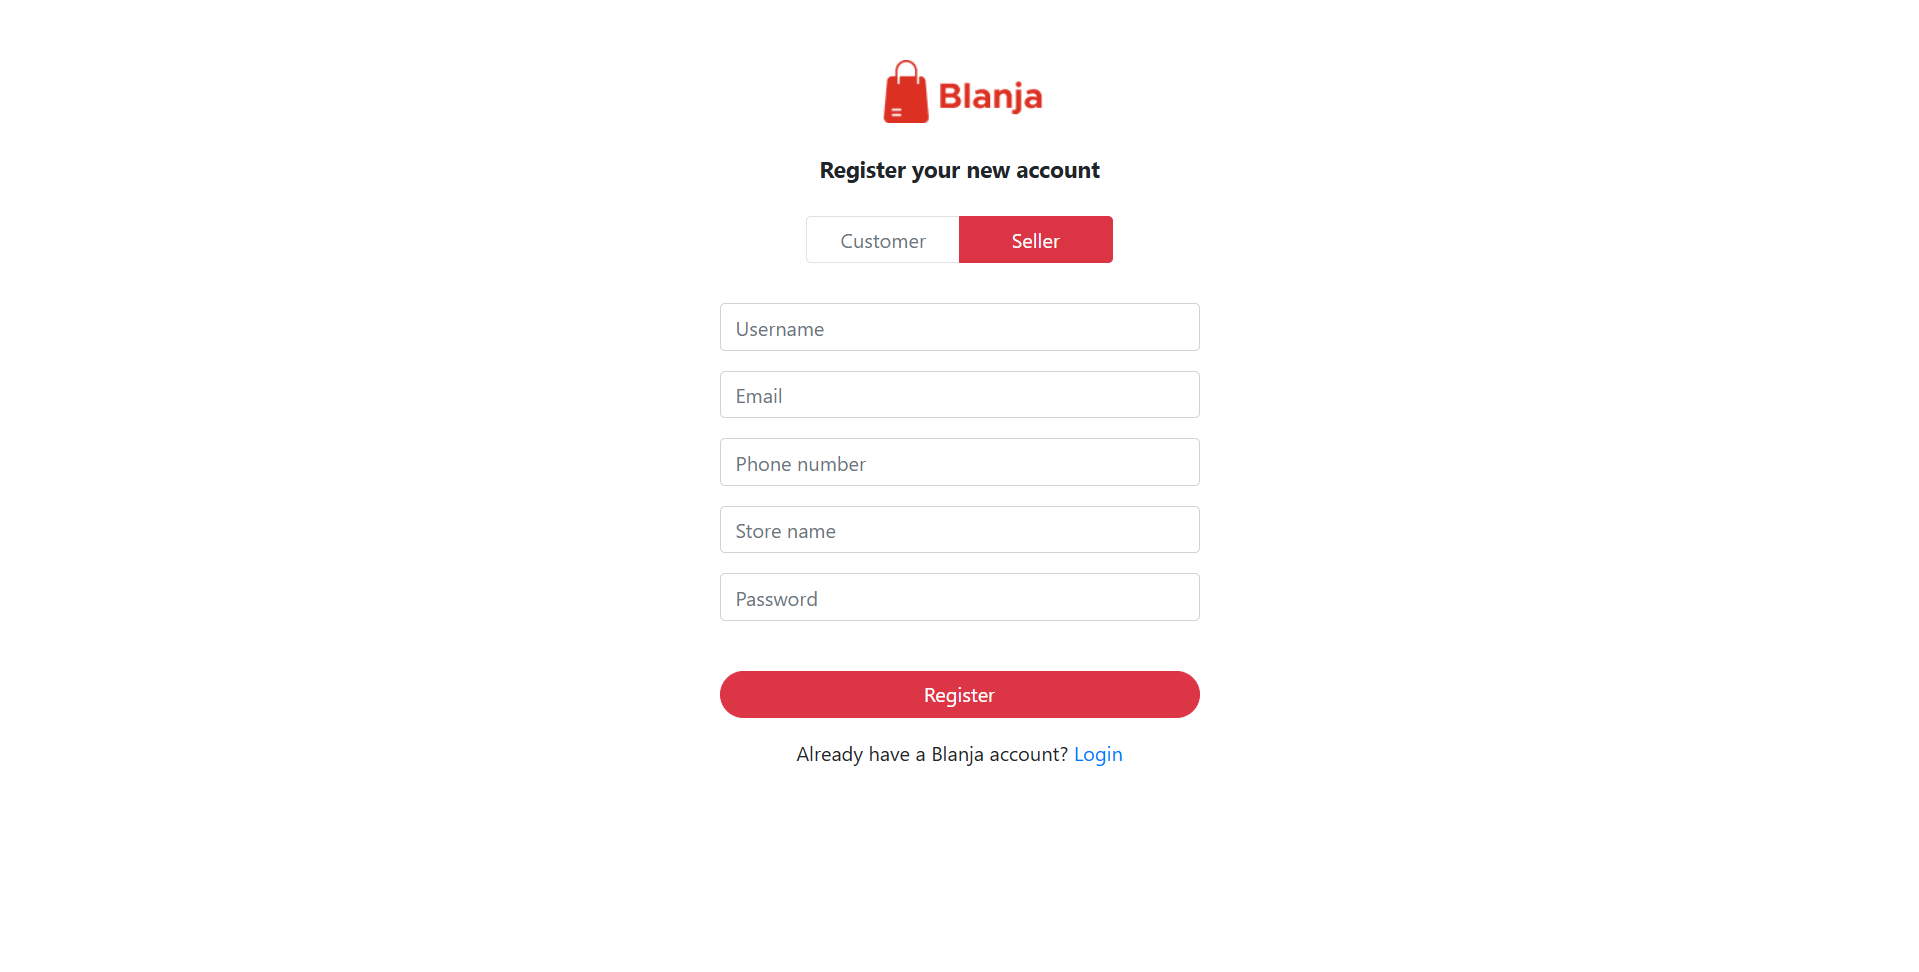 Blanja
Register your new account
Customer Seller
Username
Email
Phone number
Store name
Password
Register
Already have a Blanja account? Login